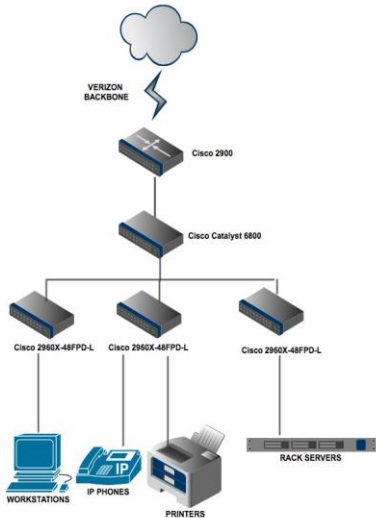 VERIZON
BACKBONE
Cisco 2900
Cisco Catalyst 6800
Cisco 2960X-48FPD-L
Cisco 2960X-48FPD-L
Cisco 2960X-48FPD-L
IP
WORKSTATIONS
IP PHONES
PRINTERS
RACK SERVERS